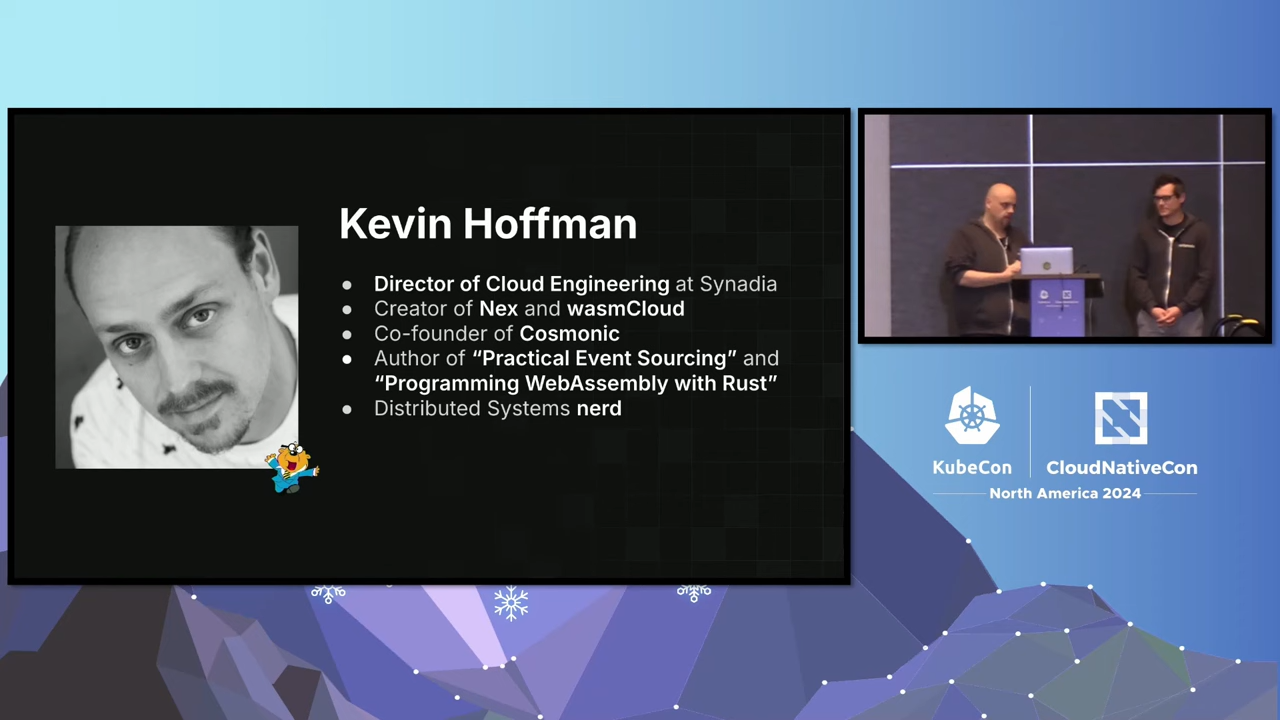 Kevin Hoffman
● Director of Cloud Engineering at Synadia
● Creator of Nex and wasmCloud
● Co-founder of Cosmonic
● Author of “Practical Event Sourcing” and
“Programming WebAssembly with Rust”
● Distributed Systems nerd
KubeCon
CloudNativeCon
North America 2024